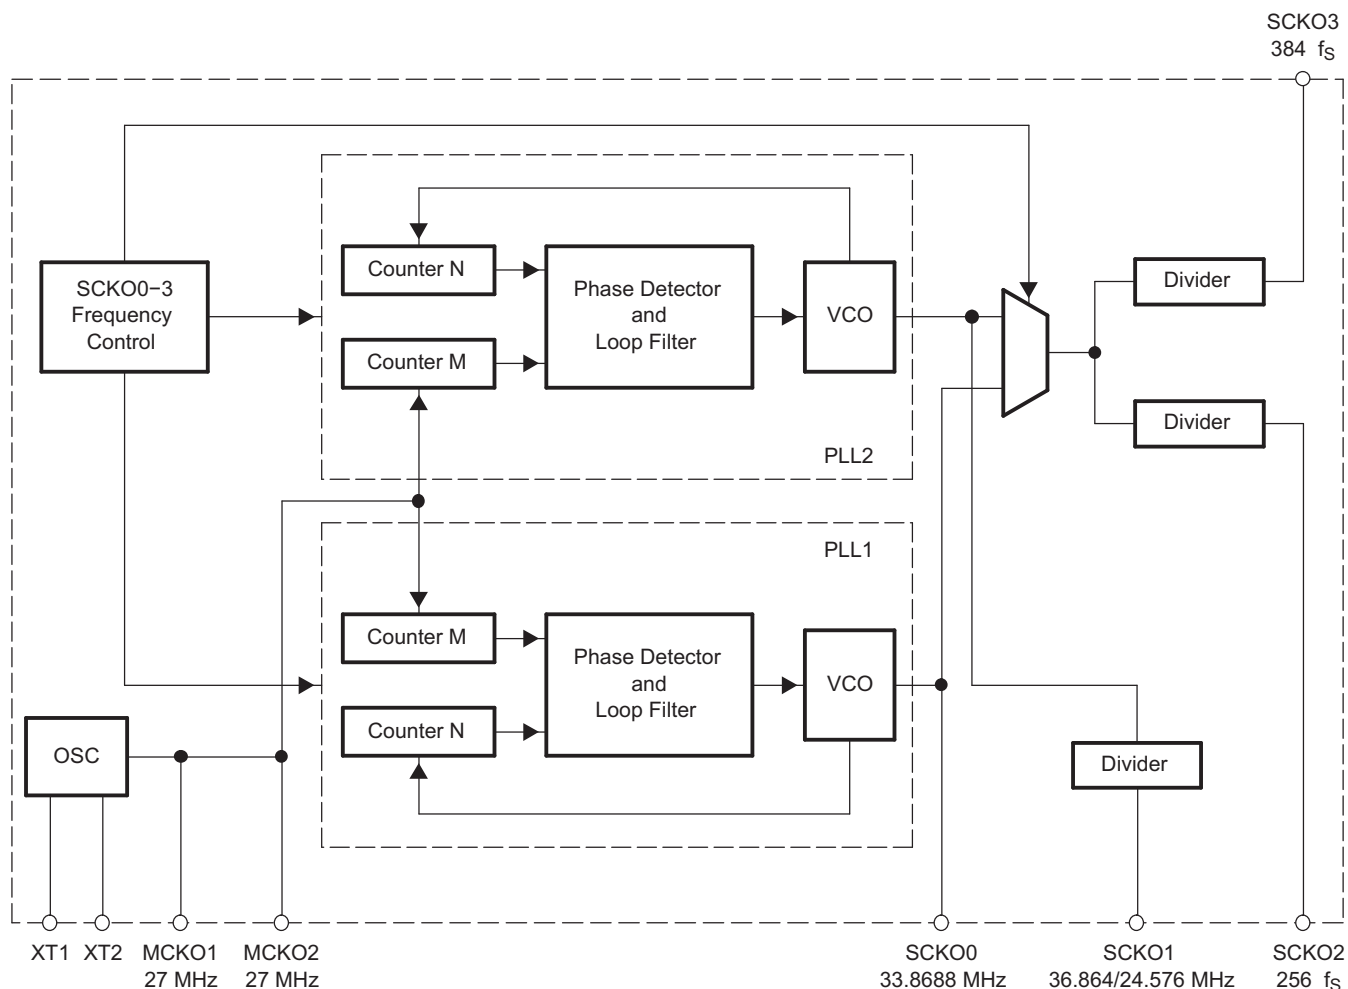 SCKO3
384 fS
SCKO0−3
Frequency
Control
Counter N
Counter M
Phase Detector
and
Loop Filter
VCO
PLL2
Divider
Divider
PLL1
Counter M
Counter N
Phase Detector
and
Loop Filter
VCO
OSC
Divider
XT1
XT2
MCKO1
27 MHz
MCKO2
27 MHz
SCKO0
33.8688 MHz
SCKO1
36.864/24.576 MHz
SCKO2
256 fS